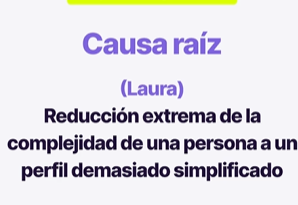 Causa raíz
(Laura)
Reducción extrema de la
complejidad de una persona a un
perfil demasiado simplificado